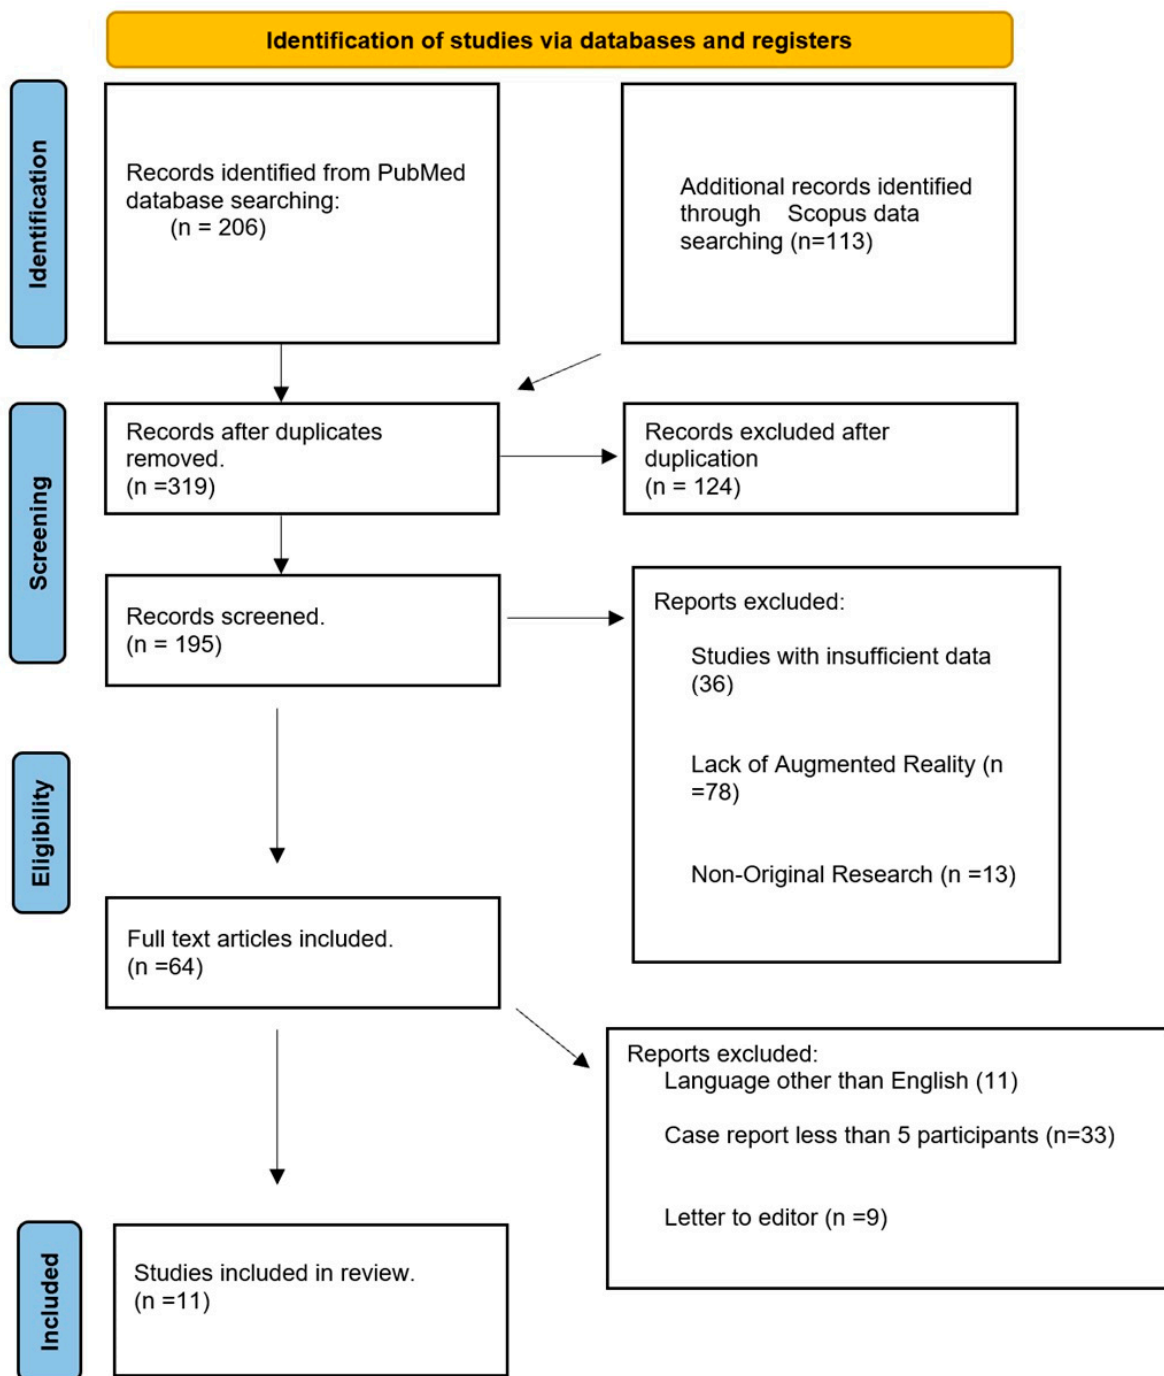 Identification of studies via databases and registers
Identification
Records identified from PubMed
database searching:
(n = 206)
Additional records identified
through Scopus data
searching (n=113)
Screening
Records after duplicates
removed.
(n =319)
Records excluded after
duplication
(n = 124)
Records screened.
(n = 195)
Reports excluded:
Studies with insufficient data
(36)
Lack of Augmented Reality (n
=78)
Non-Original Research (n =13)
Eligibility
Full text articles included.
(n =64)
Reports excluded:
Language other than English (11)
Case report less than 5 participants (n=33)
Letter to editor (n =9)
Included
Studies included in review.
(n =11)